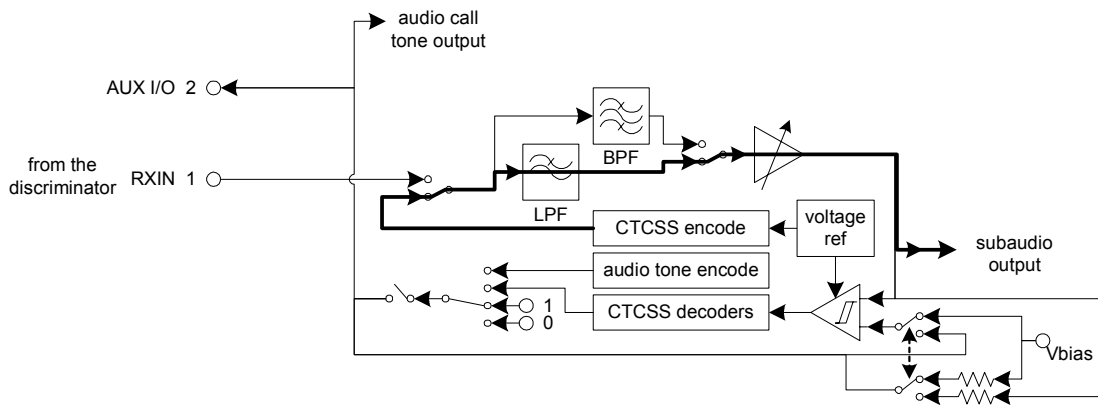 audio call
tone output
AUX I/O 2
from the
discriminator
RXIN 1
BPF
LPF
CTCSS encode
voltage
ref
subaudio
output
audio tone encode
CTCSS decoders
1
0
Vbias